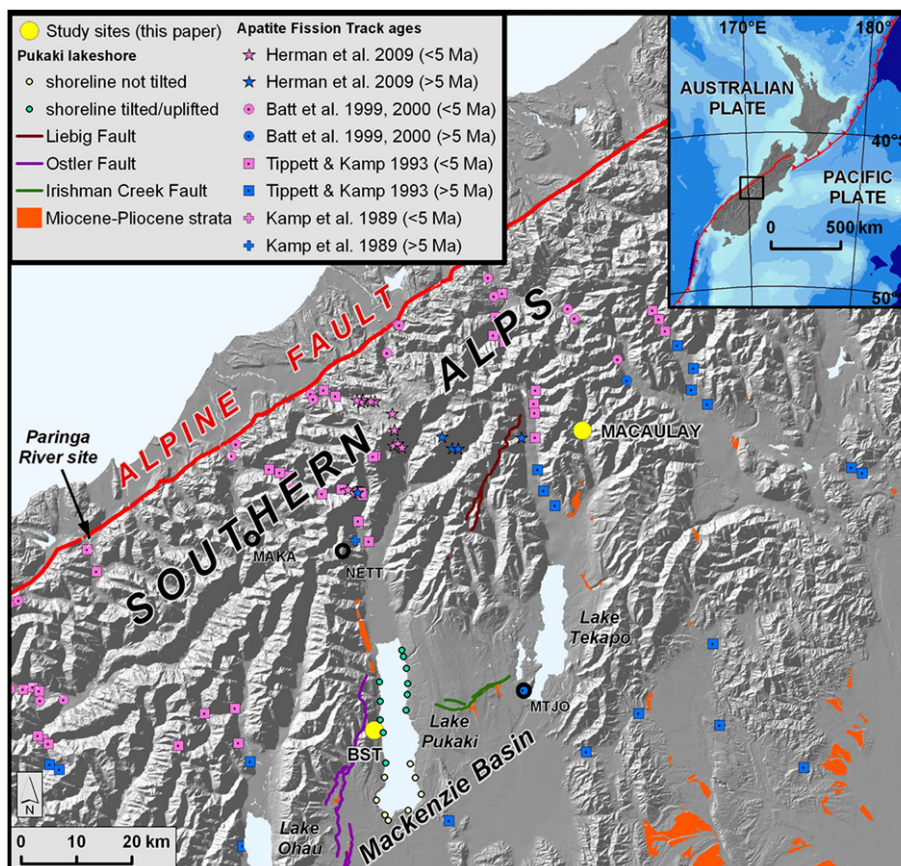 Study sites (this paper)
Pukaki lakeshore
shoreline not tilted
shoreline tilted/uplifted
Liebig Fault
Ostler Fault
Irishman Creek Fault
Miocene-Pliocene strata
Apatite Fission Track ages
Herman et al. 2009 (<5 Ma)
Herman et al. 2009 (>5 Ma)
Batt et al. 1999, 2000 (<5 Ma)
Batt et al. 1999, 2000 (>5 Ma)
Tippett & Kamp 1993 (<5 Ma)
Tippett & Kamp 1993 (>5 Ma)
Kamp et al. 1989 (<5 Ma)
Kamp et al. 1989 (>5 Ma)
170°E
180°
AUSTRALIAN
PLATE
40°S
PACIFIC
PLATE
0 500 km
50°
ALPINE FAULT
SOUTHERN ALPS
Paringa
River site
MACAULAY
MAKA
NETT
Lake
Tekapo
MTJO
Lake
Pukaki
BST
Mackenzie Basin
Lake
Ohau
N
0 10 20 km